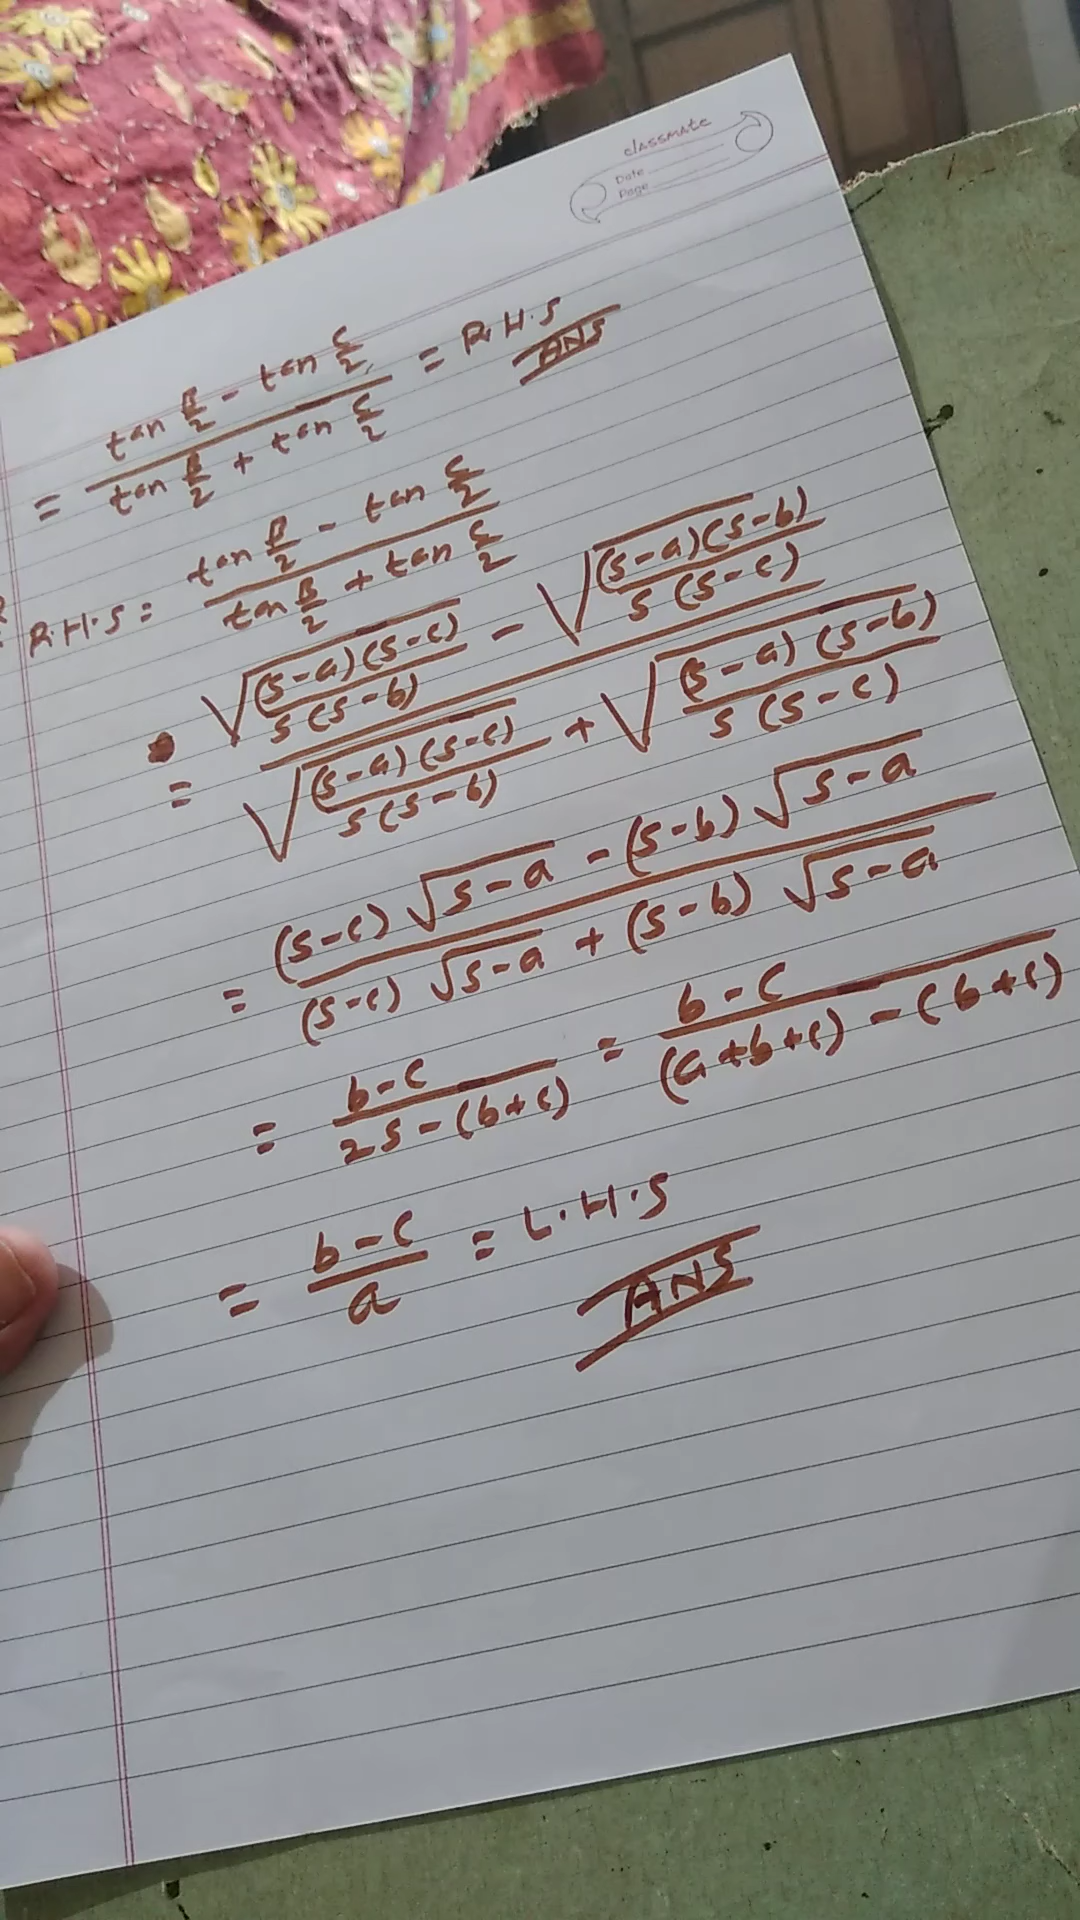 classmate
Date
Page
= (tan B/2 - tan C/2) / (tan B/2 + tan C/2) = R.H.S
ANS
R.H.S = (tan B/2 - tan C/2) / (tan B/2 + tan C/2)
= (√((s-a)(s-c) / s(s-b)) - √((s-a)(s-b) / s(s-c))) / (√((s-a)(s-c) / s(s-b)) + √((s-a)(s-b) / s(s-c)))
= ((s-c) √(s-a) - (s-b) √(s-a)) / ((s-c) √(s-a) + (s-b) √(s-a))
= (b-c) / (2s-(b+c)) = (b-c) / ((a+b+c) - (b+c))
= (b-c) / a = L.H.S
ANS